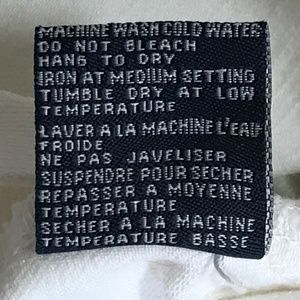 MACHINE WASH COLD WATER
DO NOT BLEACH
HANG TO DRY
IRON AT MEDIUM SETTING
TUMBLE DRY AT LOW
TEMPERATURE
LAVER A LA MACHINE L'EAU
FROIDE
NE PAS JAVELISER
SUSPENDRE POUR SECHER
REPASSER A MOYENNE
TEMPERATURE
SECHER A LA MACHINE
TEMPERATURE BASSE